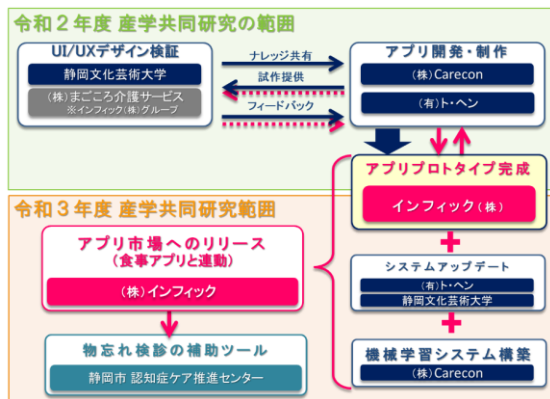 令和２年度 産学共同研究の範囲
UI/UXデザイン検証
静岡文化芸術大学
(株)まごころ介護サービス
※インフィック(株)グループ
ナレッジ共有
試作提供
フィードバック
アプリ開発・制作
(株)Carecon
(有)ト・ヘン
アプリプロトタイプ完成
インフィック(株)
令和３年度 産学共同研究範囲
アプリ市場へのリリース
(食事アプリと連動)
(株)インフィック
物忘れ検診の補助ツール
静岡市 認知症ケア推進センター
システムアップデート
(有)ト・ヘン
静岡文化芸術大学
機械学習システム構築
(株)Carecon